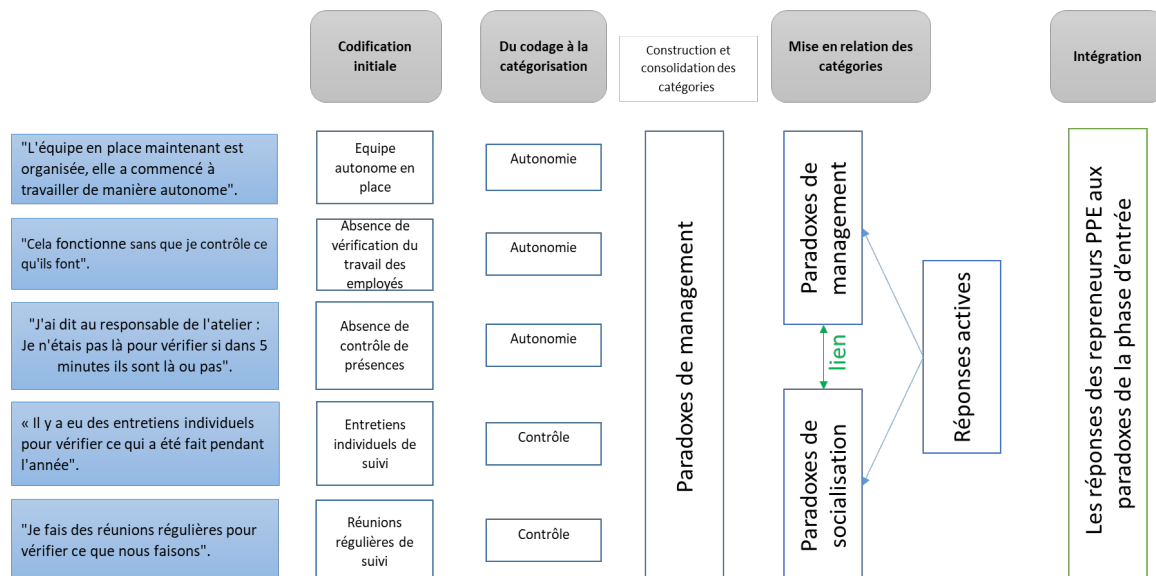 Codification
initiale
Du codage à la
catégorisation
Construction et
consolidation des
catégories
Mise en relation des
catégories
Intégration
"L'équipe en place maintenant est
organisée, elle a commencé à
travailler de manière autonome".
Equipe
autonome en
place
Autonomie
"Cela fonctionne sans que je contrôle ce
qu'ils font".
Absence de
vérification du
travail des
employés
Autonomie
"J'ai dit au responsable de l'atelier :
Je n'étais pas là pour vérifier si dans 5
minutes ils sont là ou pas".
Absence de
contrôle de
présences
Autonomie
« Il y a eu des entretiens individuels
pour vérifier ce qui a été fait pendant
l'année".
Entretiens
individuels de
suivi
Contrôle
"Je fais des réunions régulières pour
vérifier ce que nous faisons".
Réunions
régulières de
suivi
Contrôle
Paradoxes de management
Paradoxes de
management
lien
Paradoxes de
socialisation
Réponses actives
Les réponses des repreneurs PPE aux
paradoxes de la phase d’entrée